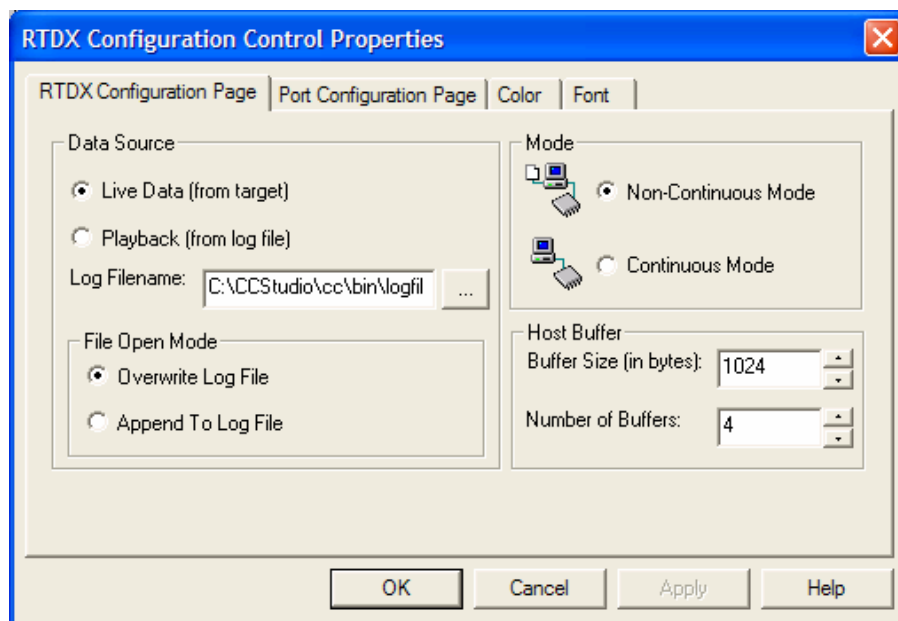 RTDX Configuration Control Properties
RTDX Configuration Page
Port Configuration Page
Color
Font
Data Source
Live Data (from target)
Playback (from log file)
Log Filename:
C:\CCStudio\cc\bin\logfil
...
File Open Mode
Overwrite Log File
Append To Log File
Mode
Non-Continuous Mode
Continuous Mode
Host Buffer
Buffer Size (in bytes):
1024
Number of Buffers:
4
OK
Cancel
Apply
Help